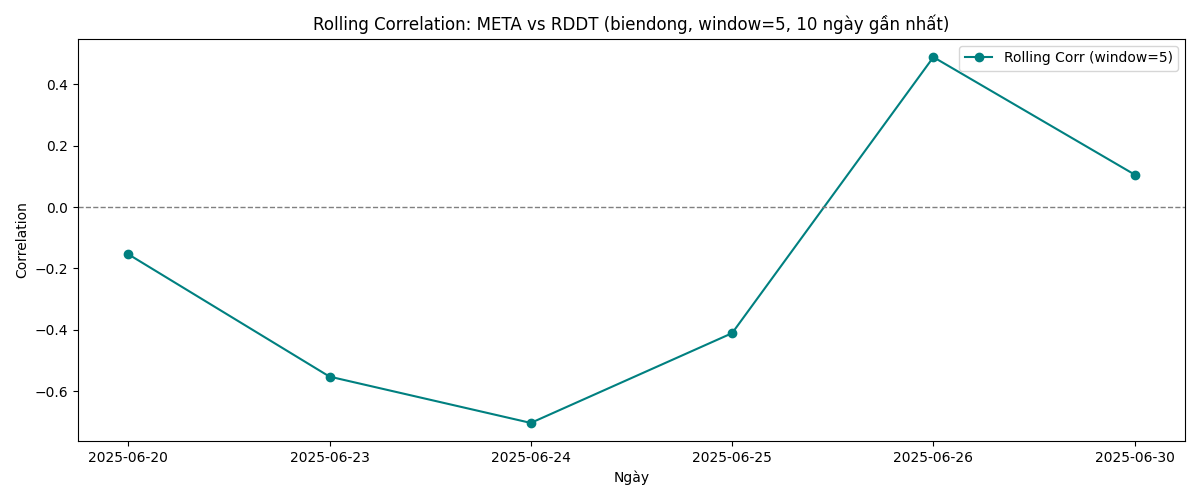 Rolling Correlation: META vs RDDT (biendong, window=5, 10 ngày gần nhất)
Rolling Corr (window=5)
Correlation
0.4
0.2
0.0
−0.2
−0.4
−0.6
2025-06-20 2025-06-23 2025-06-24 2025-06-25 2025-06-26 2025-06-30
Ngày